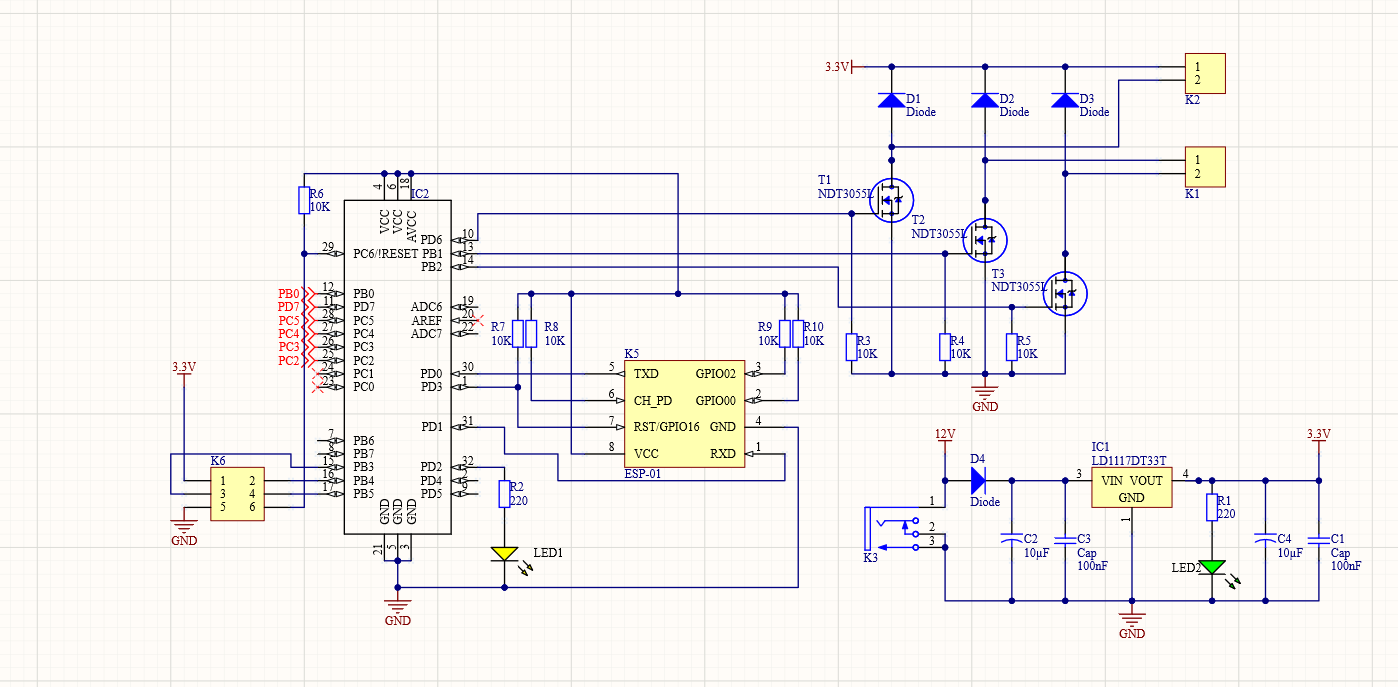 3.3V
1
2
K2
D1
Diode
D2
Diode
D3
Diode
1
2
K1
T1
NDT3055L
T2
NDT3055L
T3
NDT3055L
R3
10K
R4
10K
R5
10K
GND
R6
10K
IC2
4
6
18
VCC
VCC
AVCC
29
PC6/!RESET
PD6
10
PB1
13
PB2
14
PB0
12
PB0
PD7
11
PD7
PC5
28
PC5
PC4
27
PC4
PC3
26
PC3
PC2
25
PC2
24
PC1
23
PC0
ADC6
19
AREF
20
ADC7
22
PD0
30
PD3
1
PD1
31
PD2
32
PD4
2
PD5
9
7
PB6
8
PB7
15
PB3
16
PB4
17
PB5
GND
GND
GND
21
5
3
GND
3.3V
K6
1
2
3
4
5
6
GND
R7
10K
R8
10K
R9
10K
R10
10K
K5
5
TXD
GPIO02
3
6
CH_PD
GPIO00
2
7
RST/GPIO16
GND
4
8
VCC
RXD
1
ESP-01
R2
220
LED1
12V
D4
Diode
1
2
3
K3
C2
10µF
C3
Cap
100nF
IC1
LD1117DT33T
3
VIN
VOUT
4
GND
1
R1
220
LED2
C4
10µF
C1
Cap
100nF
3.3V
GND